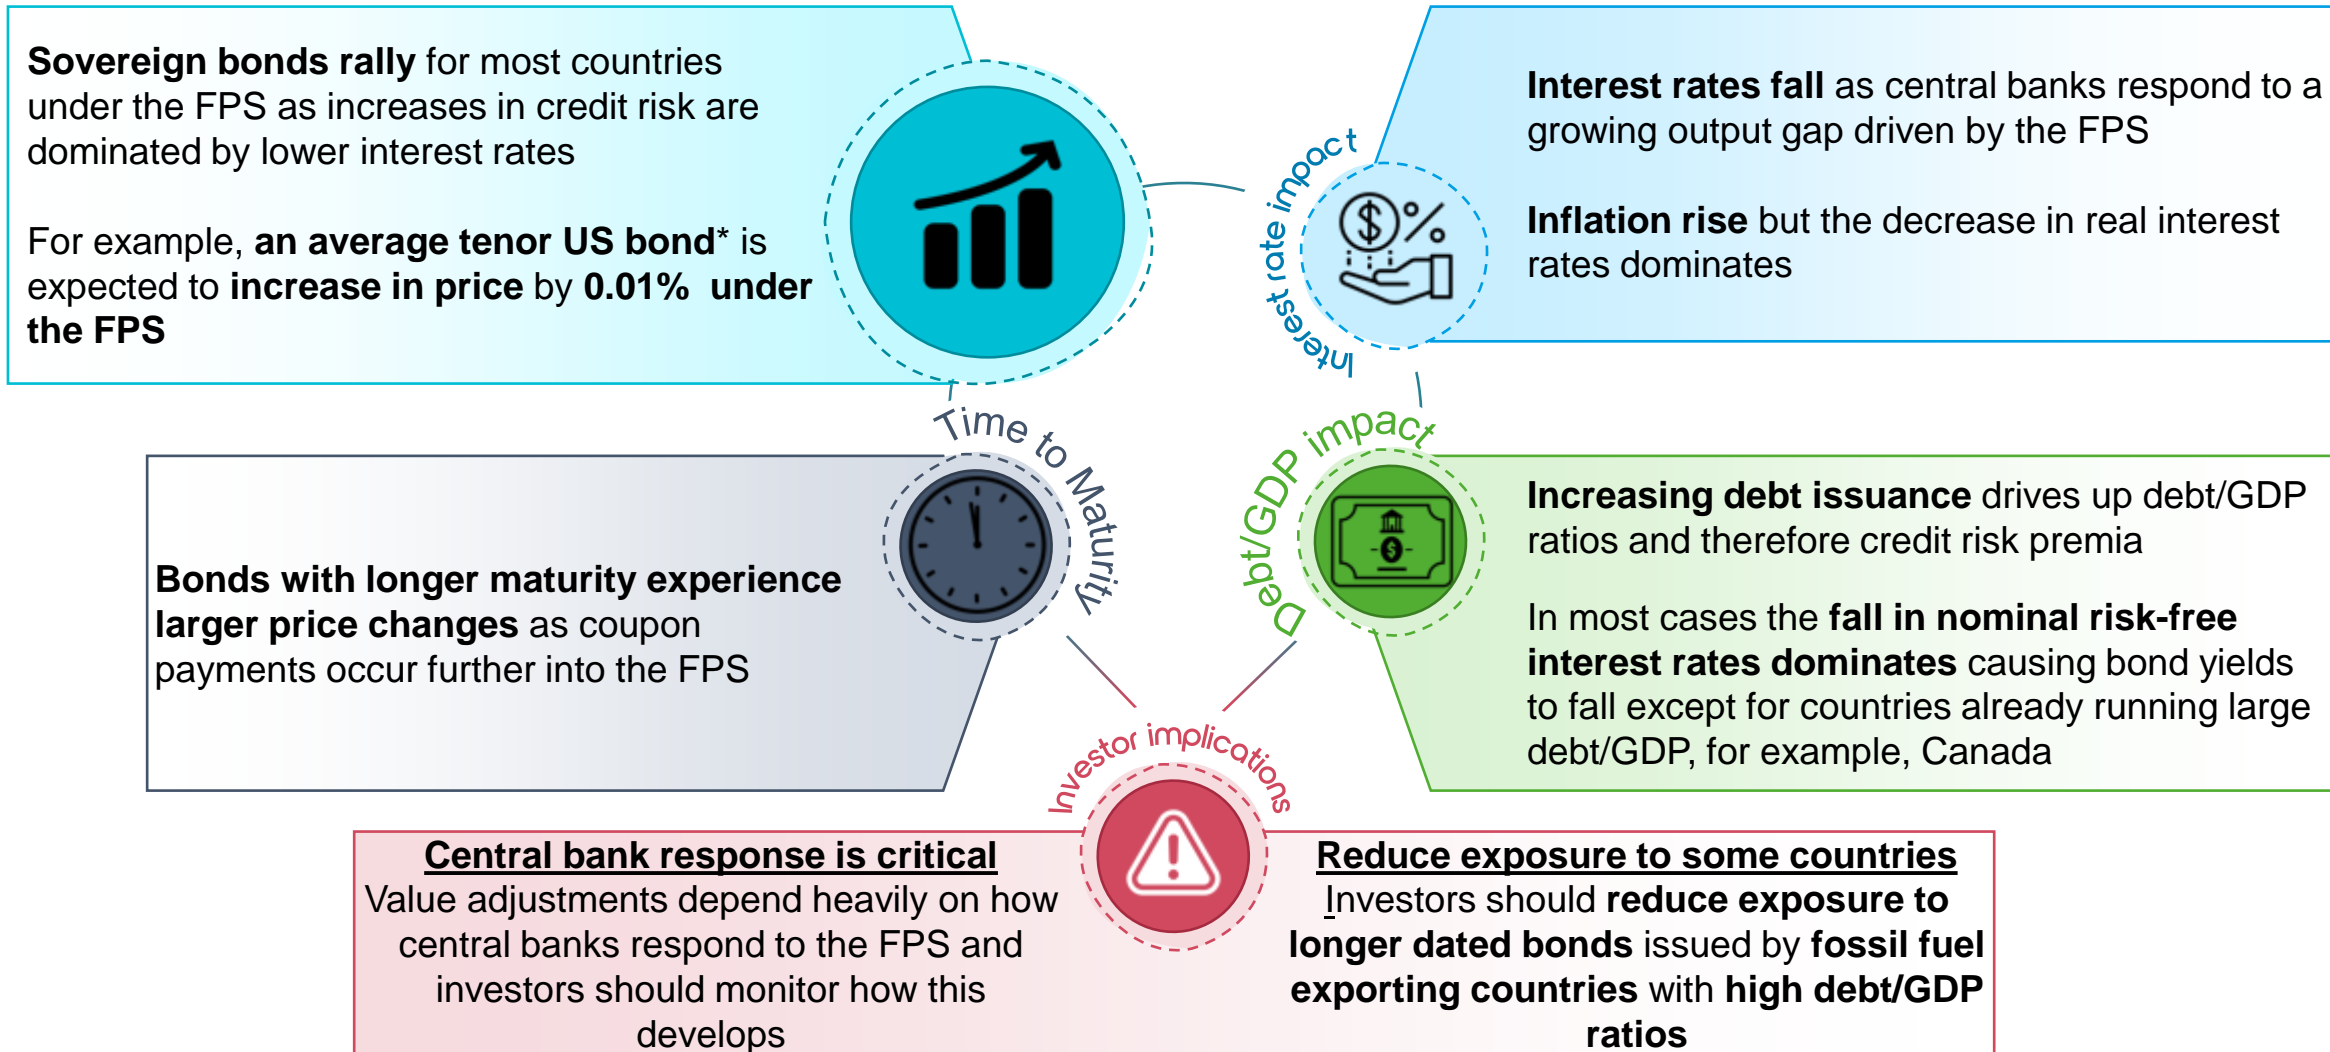 Sovereign bonds rally for most countries
under the FPS as increases in credit risk are
dominated by lower interest rates
For example, an average tenor US bond* is
expected to increase in price by 0.01% under
the FPS
Interest rate impact
Interest rates fall as central banks respond to a
growing output gap driven by the FPS
Inflation rise but the decrease in real interest
rates dominates
Time to Maturity
Bonds with longer maturity experience
larger price changes as coupon
payments occur further into the FPS
Debt/GDP impact
Increasing debt issuance drives up debt/GDP
ratios and therefore credit risk premia
In most cases the fall in nominal risk-free
interest rates dominates causing bond yields
to fall except for countries already running large
debt/GDP, for example, Canada
Investor implications
Central bank response is critical
Value adjustments depend heavily on how
central banks respond to the FPS and
investors should monitor how this
develops
Reduce exposure to some countries
Investors should reduce exposure to
longer dated bonds issued by fossil fuel
exporting countries with high debt/GDP
ratios